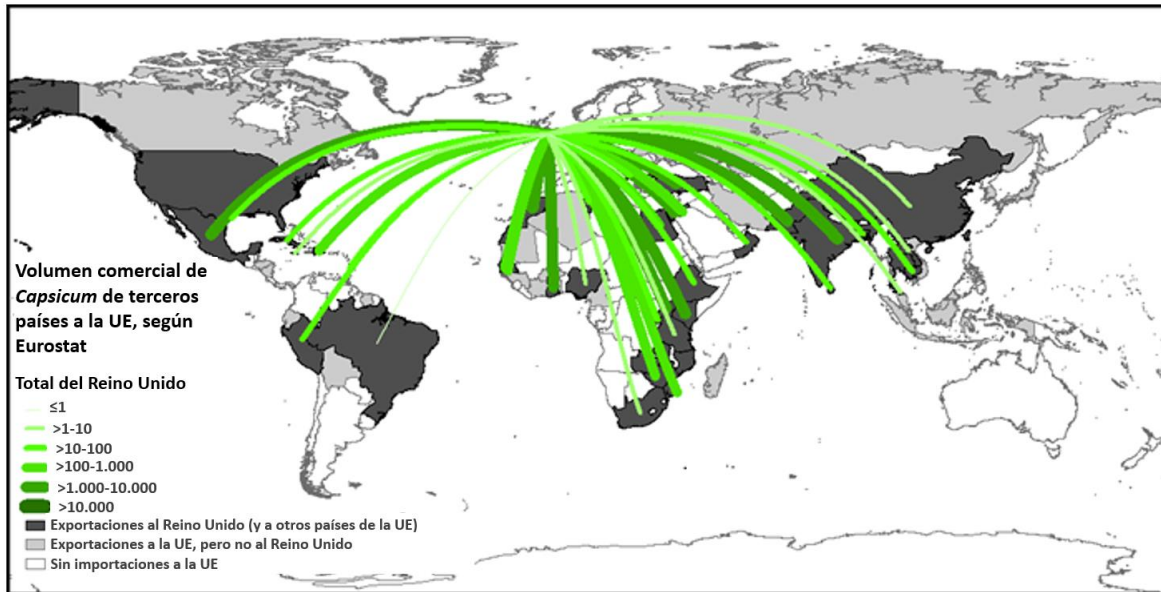 Volumen comercial de
Capsicum de terceros
países a la UE, según
Eurostat
Total del Reino Unido
≤1
>1-10
>10-100
>100-1.000
>1.000-10.000
>10.000
Exportaciones al Reino Unido (y a otros países de la UE)
Exportaciones a la UE, pero no al Reino Unido
Sin importaciones a la UE